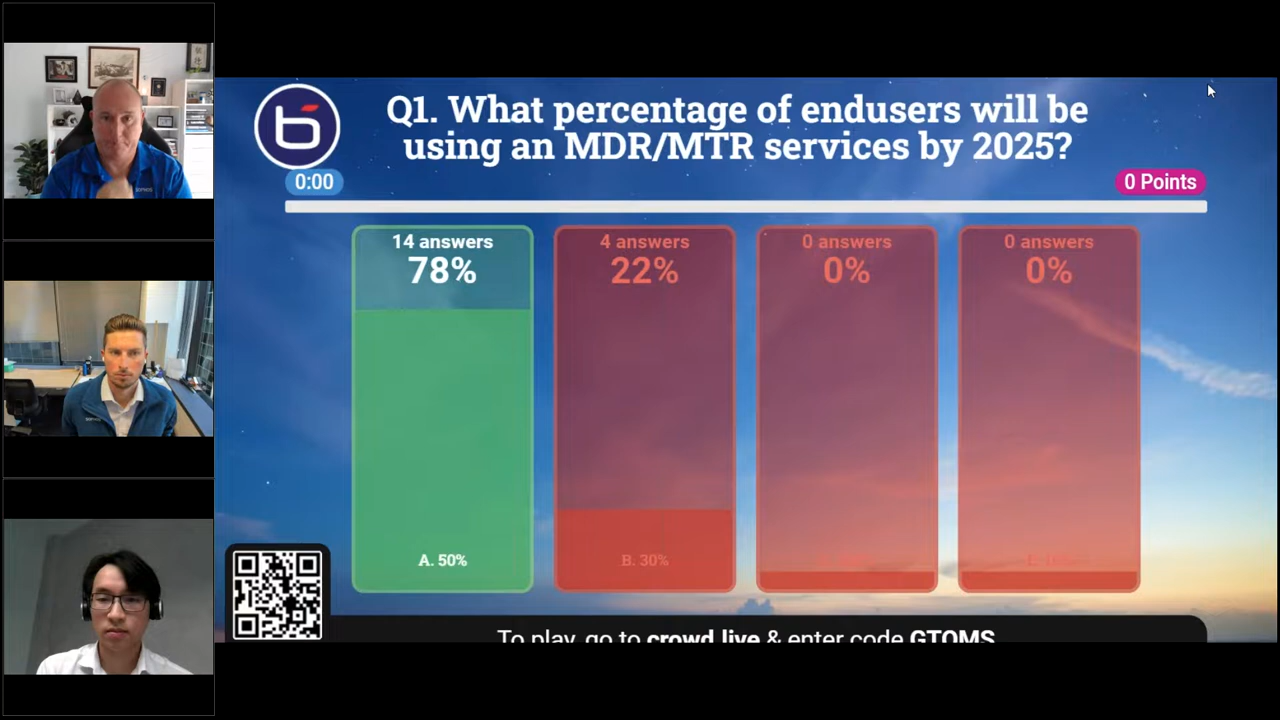 Q1. What percentage of endusers will be
using an MDR/MTR services by 2025?
0:00
0 Points
14 answers
78%
4 answers
22%
0 answers
0%
0 answers
0%
A. 50%
B. 30%
To play, go to crowd.live & enter code GTOMS